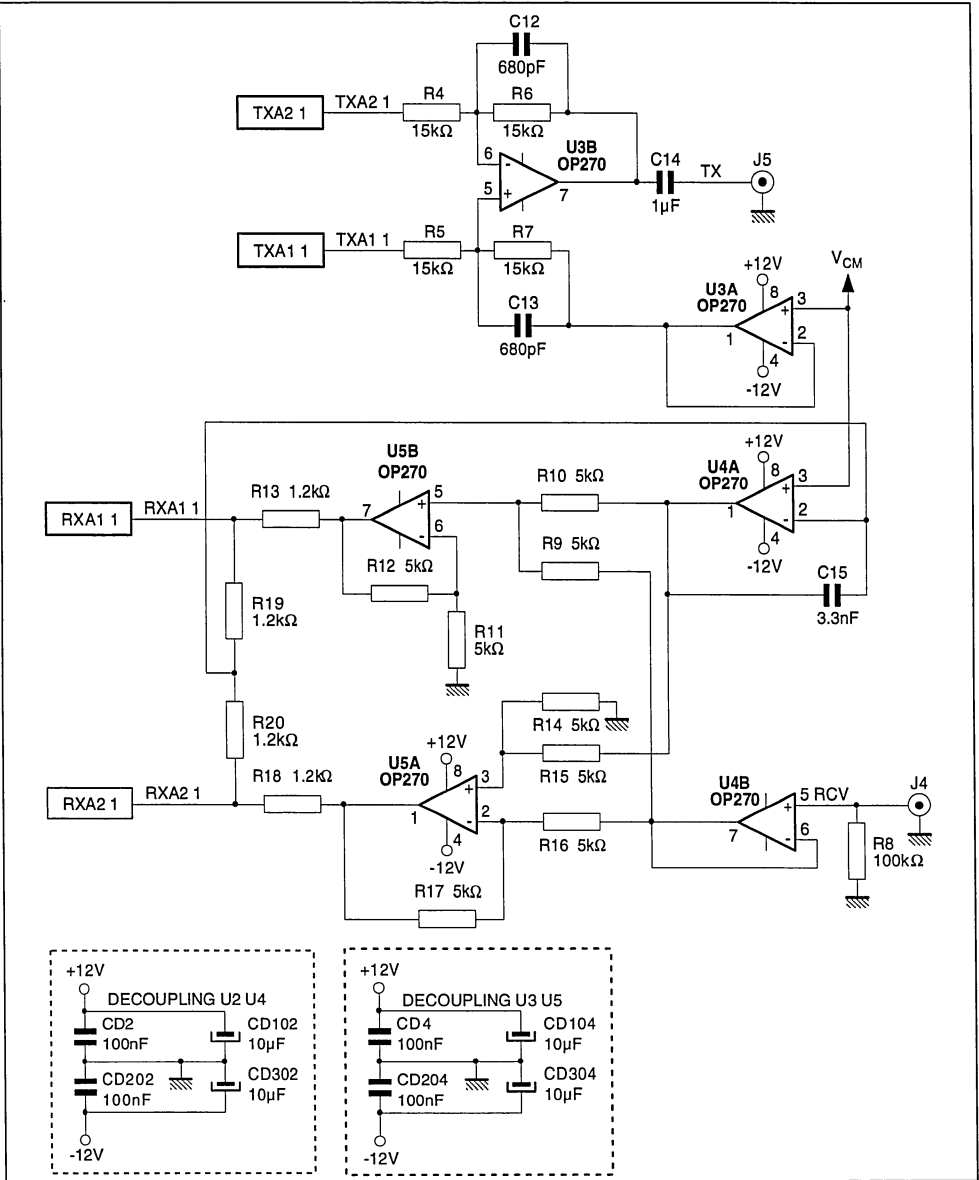 C12
680pF
TXA2 1
TXA2 1
R4
15kΩ
R6
15kΩ
U3B
OP270
6
-
5
+
7
C14
1µF
TX
J5
TXA1 1
TXA1 1
R5
15kΩ
R7
15kΩ
C13
680pF
U3A
OP270
+12V
8
3
+
2
-
1
4
-12V
VCM
U5B
OP270
5
+
6
-
7
RXA1 1
RXA1 1
R13 1.2kΩ
R12 5kΩ
R11
5kΩ
R10 5kΩ
R9 5kΩ
U4A
OP270
+12V
8
3
+
2
-
1
4
-12V
C15
3.3nF
R19
1.2kΩ
R20
1.2kΩ
R14 5kΩ
R15 5kΩ
RXA2 1
RXA2 1
R18 1.2kΩ
U5A
OP270
+12V
8
3
+
2
-
1
4
-12V
R16 5kΩ
R17 5kΩ
U4B
OP270
5
+
6
-
7
RCV
J4
R8
100kΩ
+12V
DECOUPLING U2 U4
CD2
100nF
CD102
10µF
CD202
100nF
CD302
10µF
-12V
+12V
DECOUPLING U3 U5
CD4
100nF
CD104
10µF
CD204
100nF
CD304
10µF
-12V